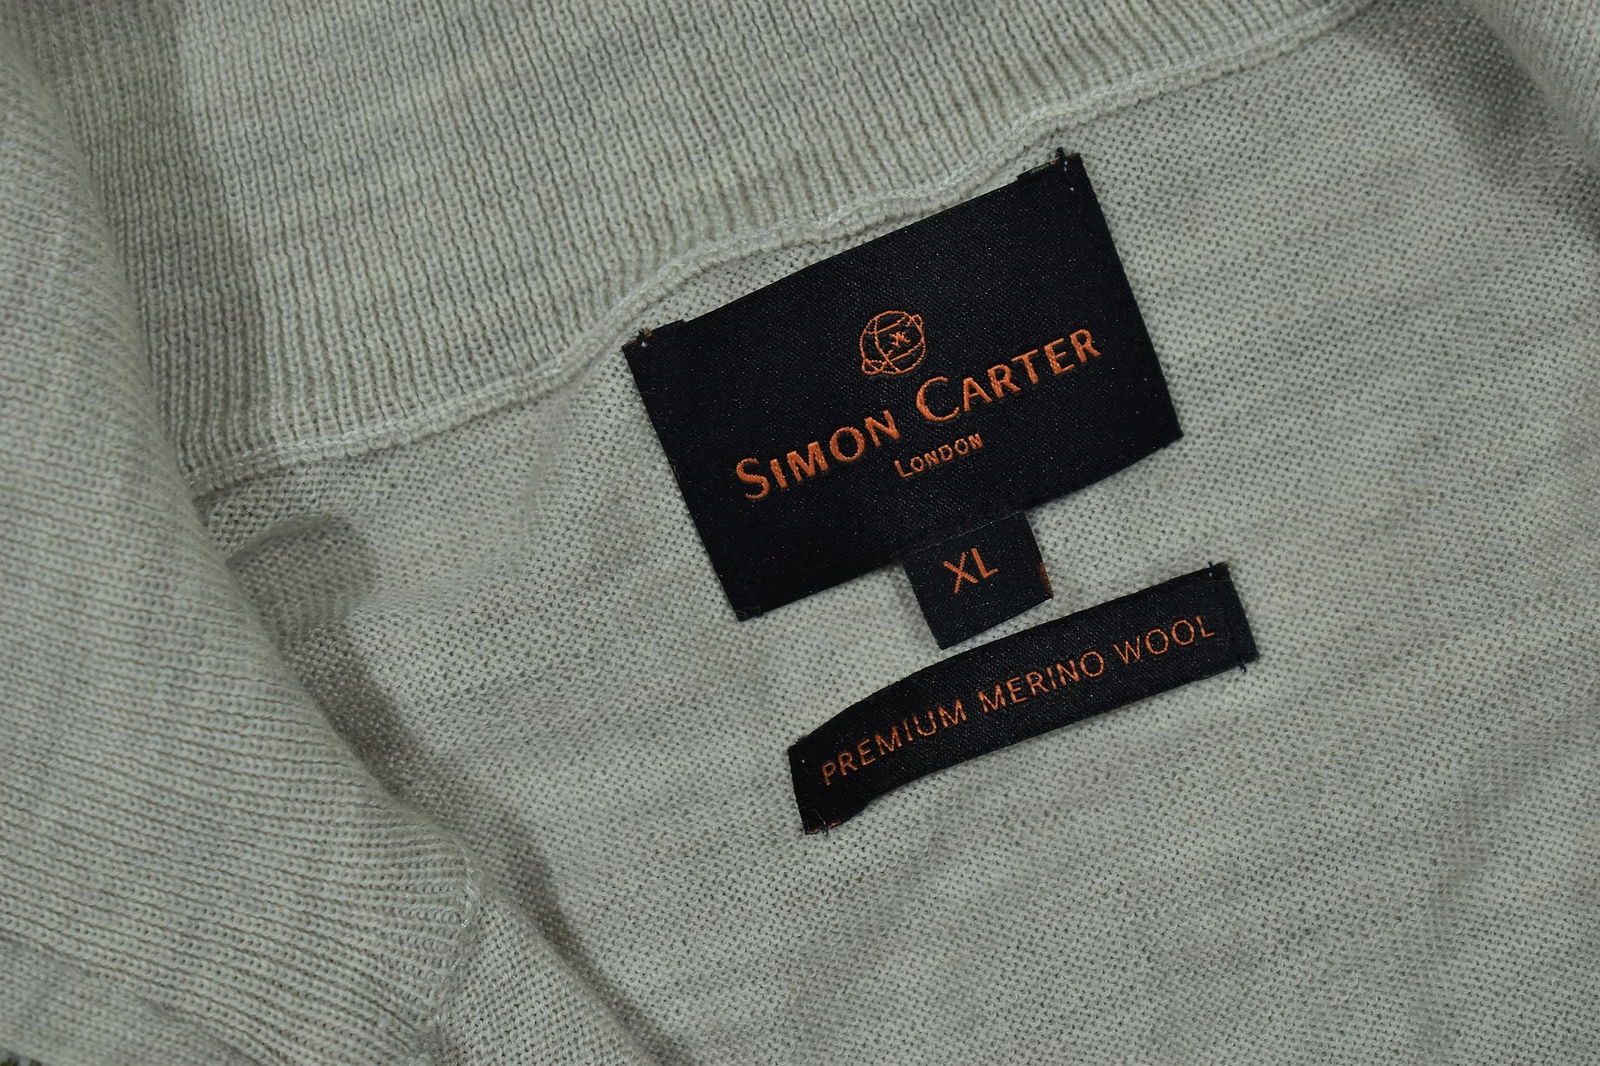 SIMON CARTER
LONDON
XL
PREMIUM MERINO WOOL